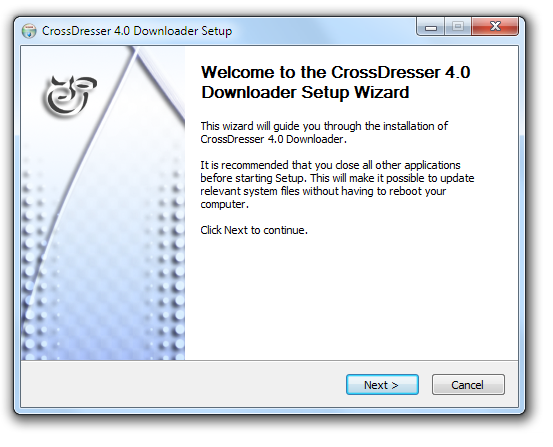 CrossDresser 4.0 Downloader Setup
Welcome to the CrossDresser 4.0
Downloader Setup Wizard
This wizard will guide you through the installation of
CrossDresser 4.0 Downloader.
It is recommended that you close all other applications
before starting Setup. This will make it possible to update
relevant system files without having to reboot your
computer.
Click Next to continue.
Next >
Cancel